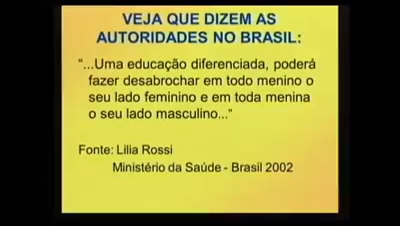 VEJA QUE DIZEM AS
AUTORIDADES NO BRASIL:
“...Uma educação diferenciada, poderá
fazer desabrochar em todo menino o
seu lado feminino e em toda menina
o seu lado masculino...”
Fonte: Lilia Rossi
Ministério da Saúde - Brasil 2002